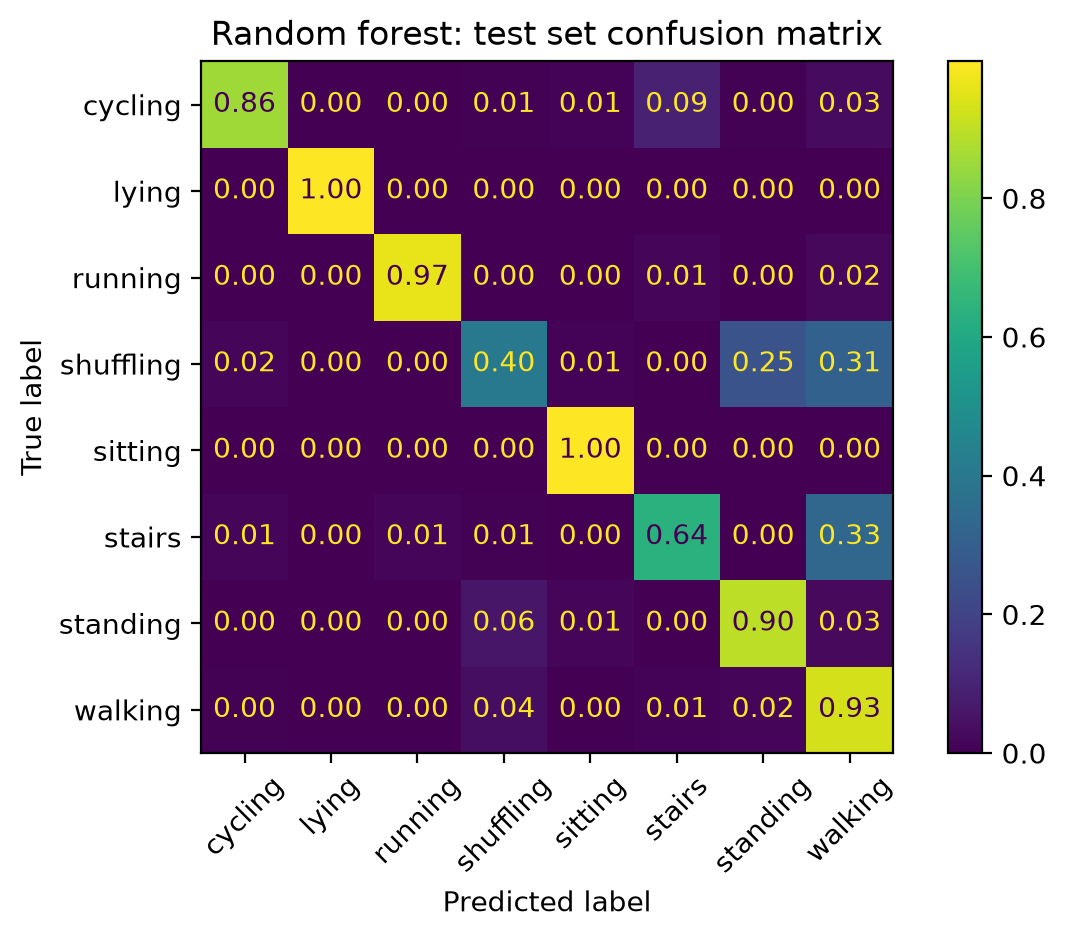 Random forest: test set confusion matrix
cycling 0.86 0.00 0.00 0.01 0.01 0.09 0.00 0.03
lying 0.00 1.00 0.00 0.00 0.00 0.00 0.00 0.00
running 0.00 0.00 0.97 0.00 0.00 0.01 0.00 0.02
shuffling 0.02 0.00 0.00 0.40 0.01 0.00 0.25 0.31
sitting 0.00 0.00 0.00 0.00 1.00 0.00 0.00 0.00
stairs 0.01 0.00 0.01 0.01 0.00 0.64 0.00 0.33
standing 0.00 0.00 0.00 0.06 0.01 0.00 0.90 0.03
walking 0.00 0.00 0.00 0.04 0.00 0.01 0.02 0.93
True label
cycling lying running shuffling sitting stairs standing walking
Predicted label
0.8
0.6
0.4
0.2
0.0